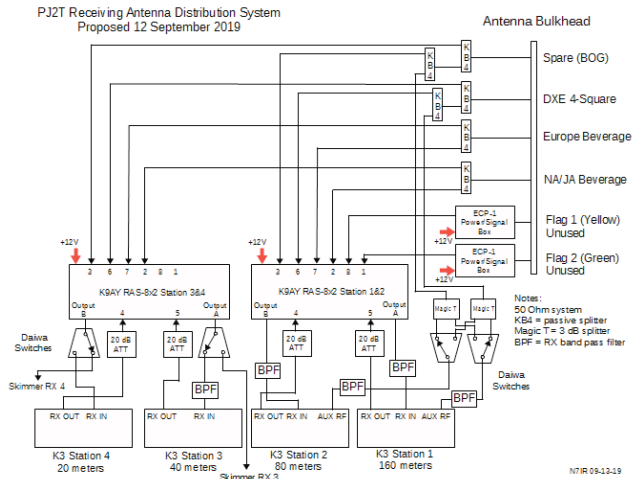 PJ2T Receiving Antenna Distribution System
Proposed 12 September 2019
Antenna Bulkhead
KB4
KB4
Spare (BOG)
KB4
KB4
DXE 4-Square
KB4
Europe Beverage
KB4
NA/JA Beverage
ECP-1
Power/Signal
Box
+12V
Flag 1 (Yellow)
Unused
ECP-1
Power/Signal
Box
+12V
Flag 2 (Green)
Unused
+12V
3 6 7 2 8 1
K9AY RAS-8x2 Station 3&4
Output
B
4
5
Output
A
+12V
3 6 7 2 8 1
K9AY RAS-8x2 Station 1&2
Output
B
4
5
Output
A
Magic T
Magic T
Notes:
50 Ohm system
KB4 = passive splitter
Magic T = 3 dB splitter
BPF = RX band pass filter
Daiwa
Switches
20 dB
ATT
20 dB
ATT
20 dB
ATT
20 dB
ATT
Daiwa
Switches
BPF
BPF
BPF
BPF
BPF
Skimmer RX 4
RX OUT RX IN
RX OUT RX IN
RX OUT RX IN AUX RF
RX OUT RX IN AUX RF
K3 Station 4
20 meters
K3 Station 3
40 meters
K3 Station 2
80 meters
K3 Station 1
160 meters
Skimmer RX 3
N7IR 09-13-19